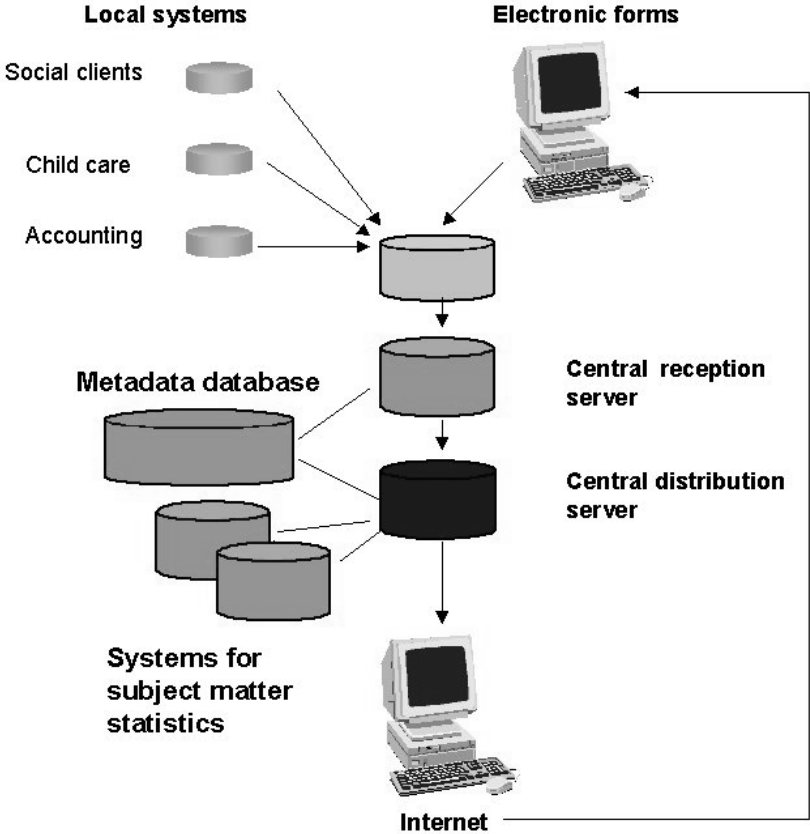 Local systems
Electronic forms
Social clients
Child care
Accounting
Central reception
server
Metadata database
Central distribution
server
Systems for
subject matter
statistics
Internet